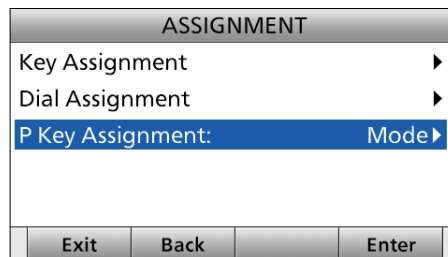 ASSIGNMENT
Key Assignment
Dial Assignment
P Key Assignment: Mode
Exit Back Enter